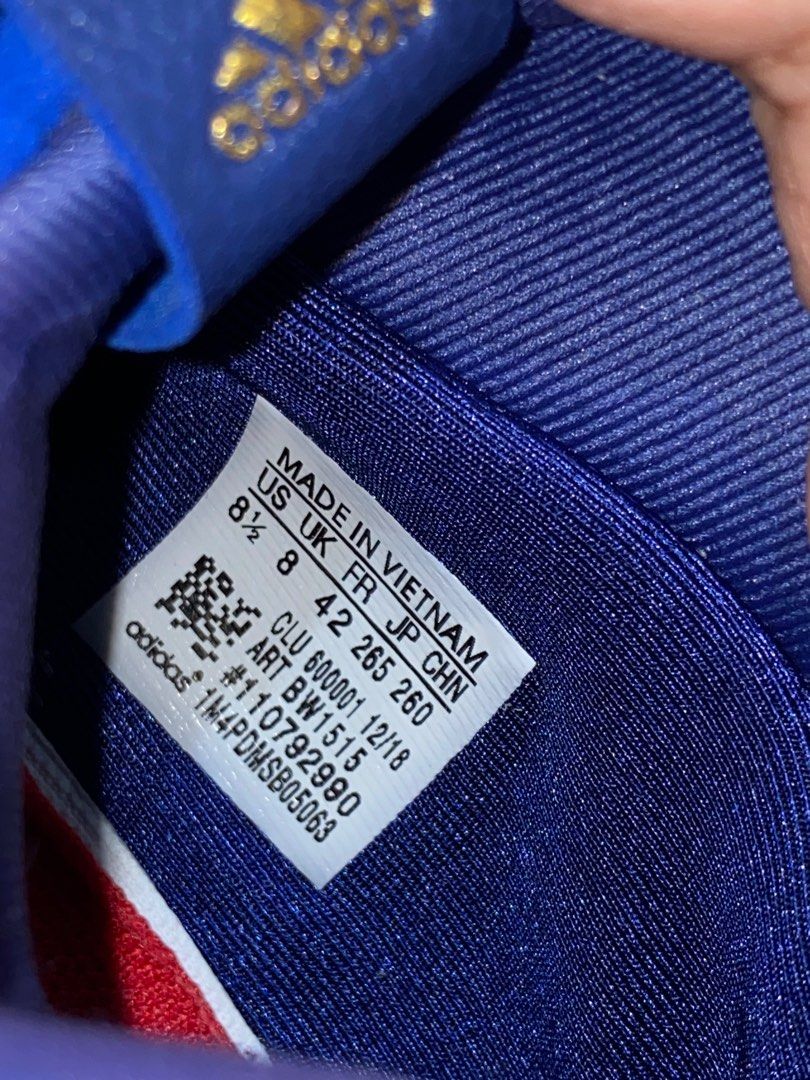 adidas
MADE IN VIETNAM
US UK FR JP CHN
8½ 8 42 265 260
CLU 600001 12/18
ART BW1515
#110792990
adidas® 1M4PDMSB05063